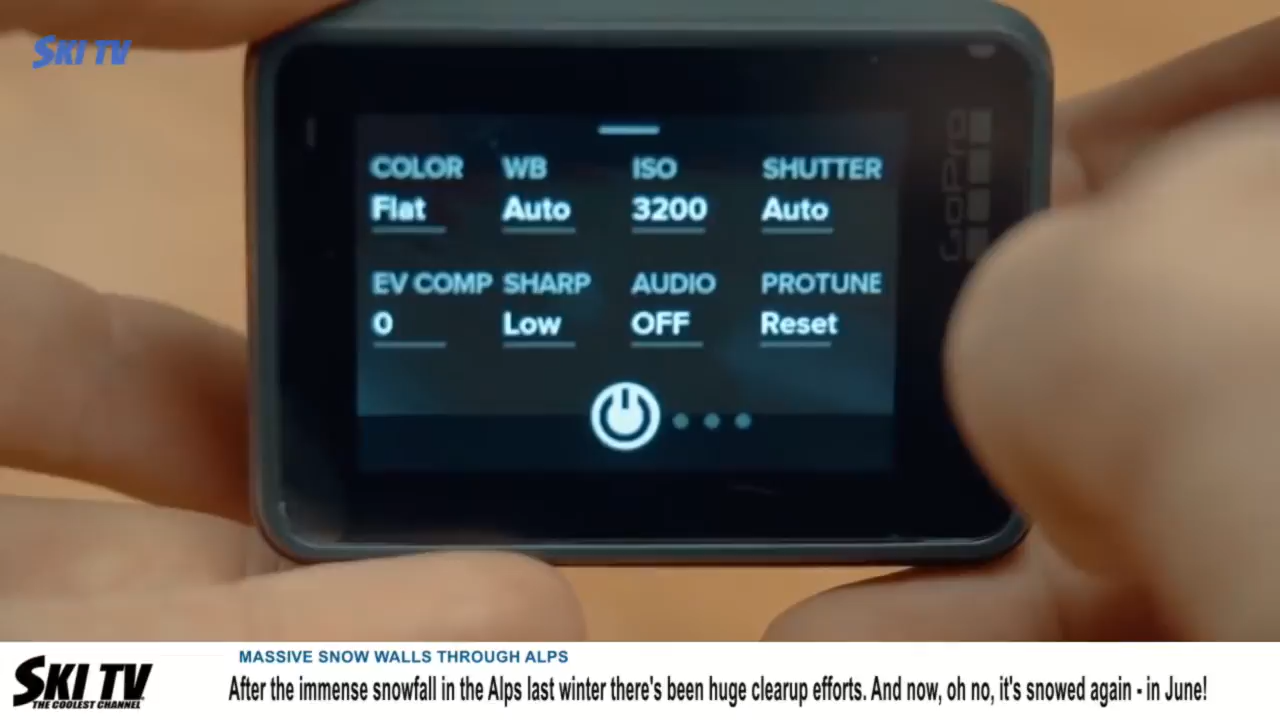 SKI TV
COLOR WB ISO SHUTTER
Flat Auto 3200 Auto
EV COMP SHARP AUDIO PROTUNE
0 Low OFF Reset
GoPro
MASSIVE SNOW WALLS THROUGH ALPS
SKI TV
THE COOLEST CHANNEL
After the immense snowfall in the Alps last winter there's been huge clearup efforts. And now, oh no, it's snowed again - in June!